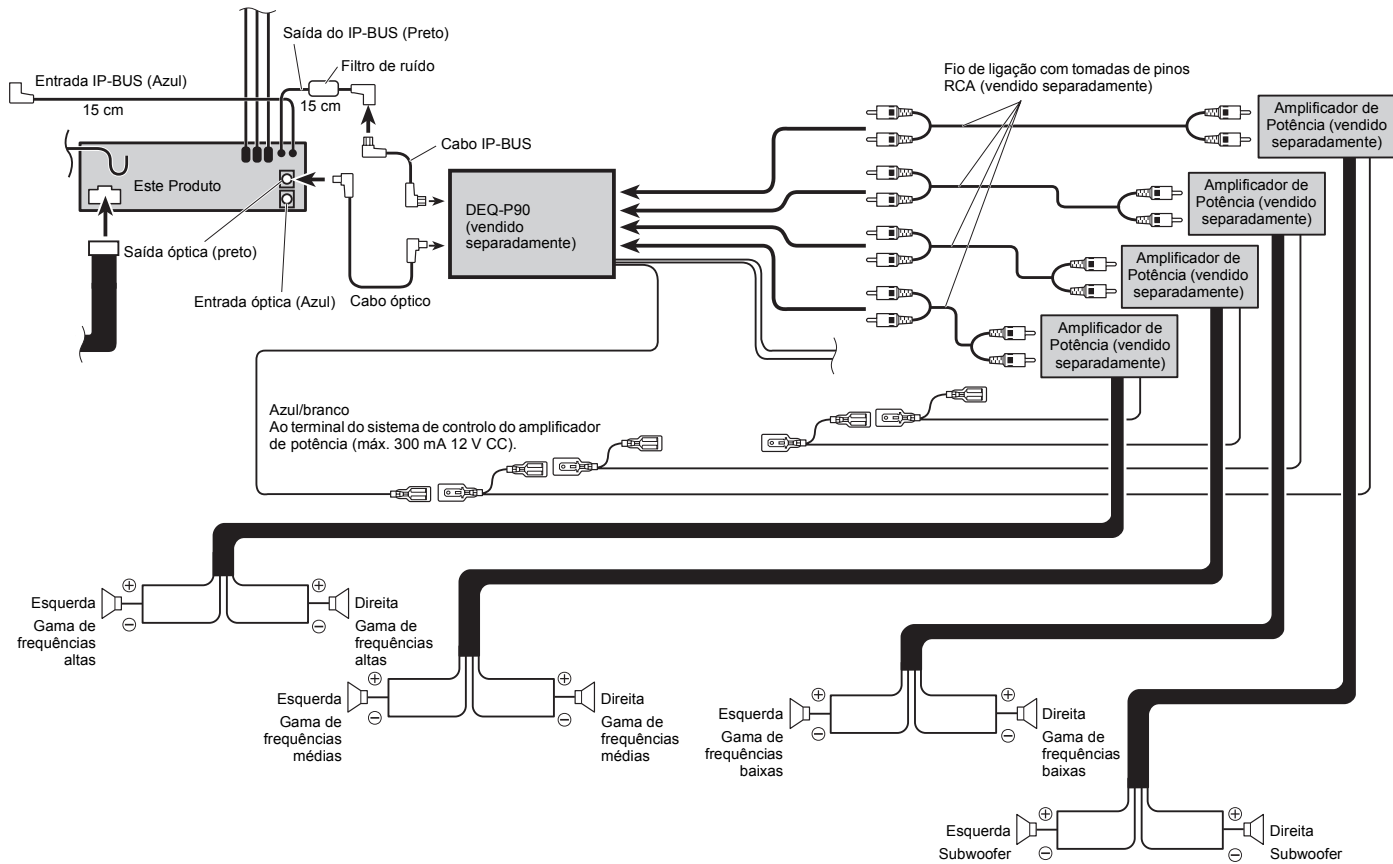 Saída do IP-BUS (Preto)
Filtro de ruído
Entrada IP-BUS (Azul)
15 cm
15 cm
Cabo IP-BUS
Este Produto
Saída óptica (preto)
Entrada óptica (Azul)
Cabo óptico
DEQ-P90
(vendido
separadamente)
Fio de ligação com tomadas de pinos
RCA (vendido separadamente)
Amplificador de
Potência (vendido
separadamente)
Amplificador de
Potência (vendido
separadamente)
Amplificador de
Potência (vendido
separadamente)
Amplificador de
Potência (vendido
separadamente)
Azul/branco
Ao terminal do sistema de controlo do amplificador
de potência (máx. 300 mA 12 V CC).
Esquerda
Gama de
frequências
altas
⊕
⊖
⊕
⊖
Direita
Gama de
frequências
altas
Esquerda
Gama de
frequências
médias
⊕
⊖
⊕
⊖
Direita
Gama de
frequências
médias
Esquerda
Gama de
frequências
baixas
⊕
⊖
⊕
⊖
Direita
Gama de
frequências
baixas
Esquerda
Subwoofer
⊕
⊖
⊕
⊖
Direita
Subwoofer